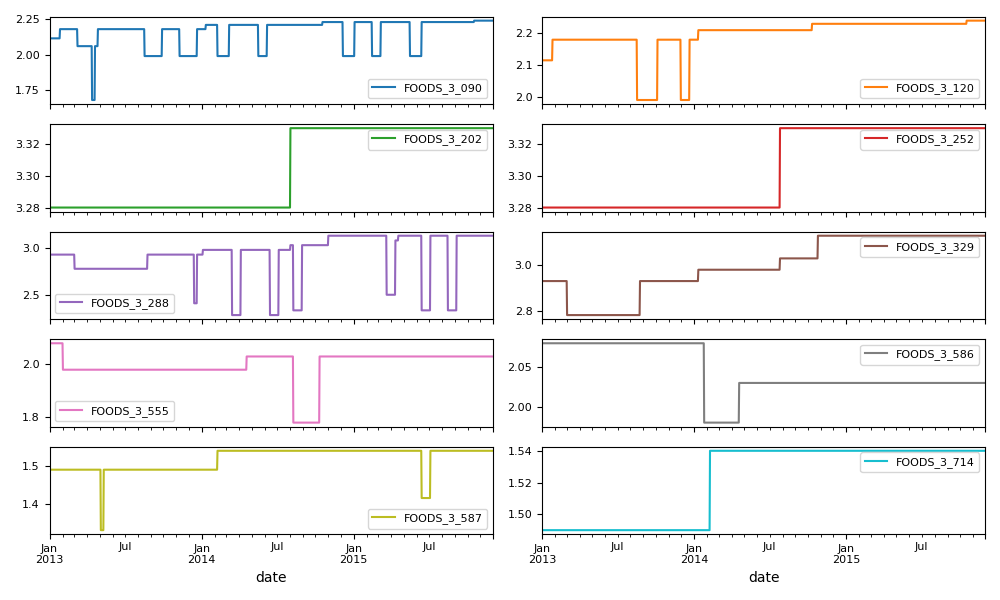 2.25
2.00
1.75
FOODS_3_090
2.2
2.1
2.0
FOODS_3_120
3.32
3.30
3.28
FOODS_3_202
3.32
3.30
3.28
FOODS_3_252
3.0
2.5
FOODS_3_288
3.0
2.8
FOODS_3_329
2.0
1.8
FOODS_3_555
2.05
2.00
FOODS_3_586
1.5
1.4
FOODS_3_587
1.54
1.52
1.50
FOODS_3_714
Jan Jul Jan Jul Jan Jul
2013 2014 2015
date
Jan Jul Jan Jul Jan Jul
2013 2014 2015
date